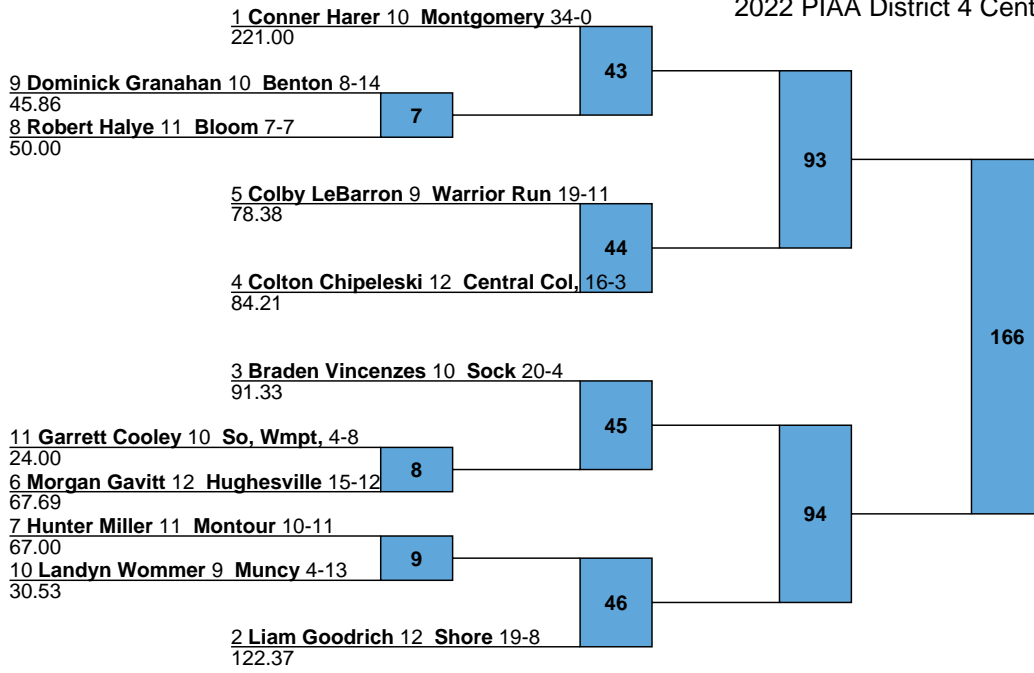 2022 PIAA District 4 Cent
1 Conner Harer 10 Montgomery 34-0
221.00
43
9 Dominick Granahan 10 Benton 8-14
45.86
7
8 Robert Halye 11 Bloom 7-7
50.00
93
5 Colby LeBarron 9 Warrior Run 19-11
78.38
44
4 Colton Chipeleski 12 Central Col, 16-3
84.21
166
3 Braden Vincenzes 10 Sock 20-4
91.33
45
11 Garrett Cooley 10 So, Wmpt, 4-8
24.00
8
6 Morgan Gavitt 12 Hughesville 15-12
67.69
94
7 Hunter Miller 11 Montour 10-11
67.00
9
10 Landyn Wommer 9 Muncy 4-13
30.53
46
2 Liam Goodrich 12 Shore 19-8
122.37